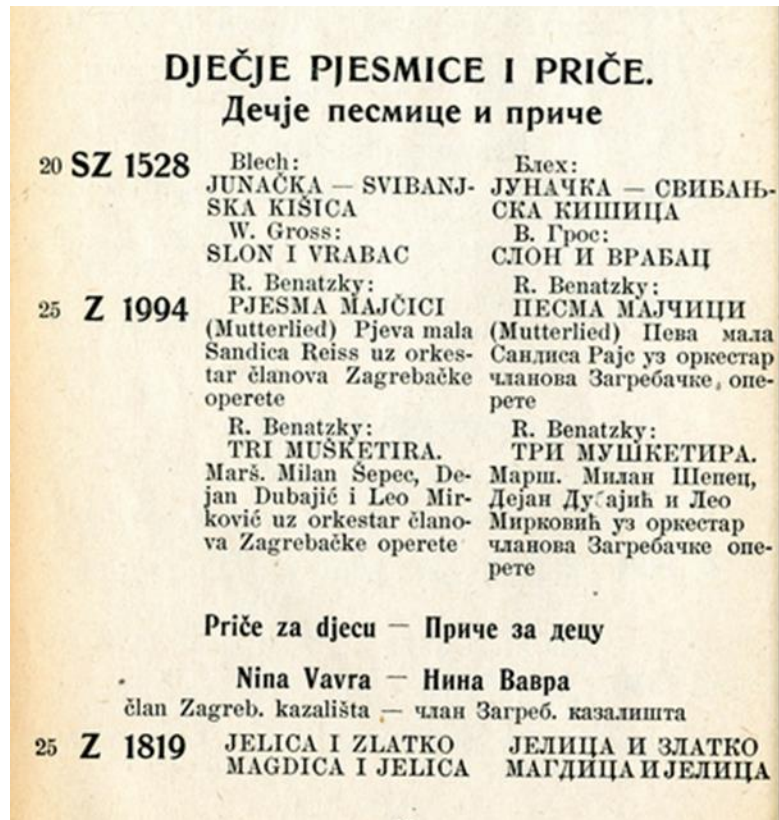 DJEČJE PJESMICE I PRIČE.
Дечје песмице и приче
20 SZ 1528
Blech:
JUNAČKA — SVIBANJ-
SKA KIŠICA
W. Gross:
SLON I VRABAC
Блех:
ЈУНАЧКА — СВИБАЊ-
СКА КИШИЦА
В. Грос:
СЛОН И ВРАБАЦ
25 Z 1994
R. Benatzky:
PJESMA MAJČICI
(Mutterlied) Pjeva mala
Sandica Reiss uz orkes-
tar članova Zagrebačke
operete
R. Benatzky:
ПЕСМА МАЈЧИЦИ
(Mutterlied) Пева мала
Сандиса Рајс уз оркестар
чланова Загребачке опе-
рете
R. Benatzky:
TRI MUŠKETIRA.
Marš. Milan Šepec, De-
jan Dubajić i Leo Mir-
ković uz orkestar člano-
va Zagrebačke operete
R. Benatzky:
ТРИ МУШКЕТИРА.
Марш. Милан Шепец,
Дејан Дубајић и Лео
Мирковић уз оркестар
чланова Загребачке опе-
рете
Priče za djecu — Приче за децу
Nina Vavra — Нина Вавра
član Zagreb. kazališta — члан Загреб. казалишта
25 Z 1819
JELICA I ZLATKO
MAGDICA I JELICA
ЈЕЛИЦА И ЗЛАТКО
МАГДИЦА И ЈЕЛИЦА